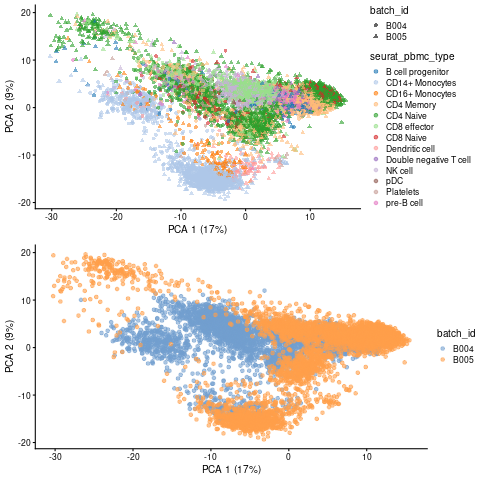 batch_id
B004
B005
seurat_pbmc_type
B cell progenitor
CD14+ Monocytes
CD16+ Monocytes
CD4 Memory
CD4 Naive
CD8 effector
CD8 Naive
Dendritic cell
Double negative T cell
NK cell
pDC
Platelets
pre-B cell
PCA 2 (9%)
20
10
0
-10
-20
-30 -20 -10 0 10
PCA 1 (17%)
batch_id
B004
B005
PCA 2 (9%)
20
10
0
-10
-20
-30 -20 -10 0 10
PCA 1 (17%)